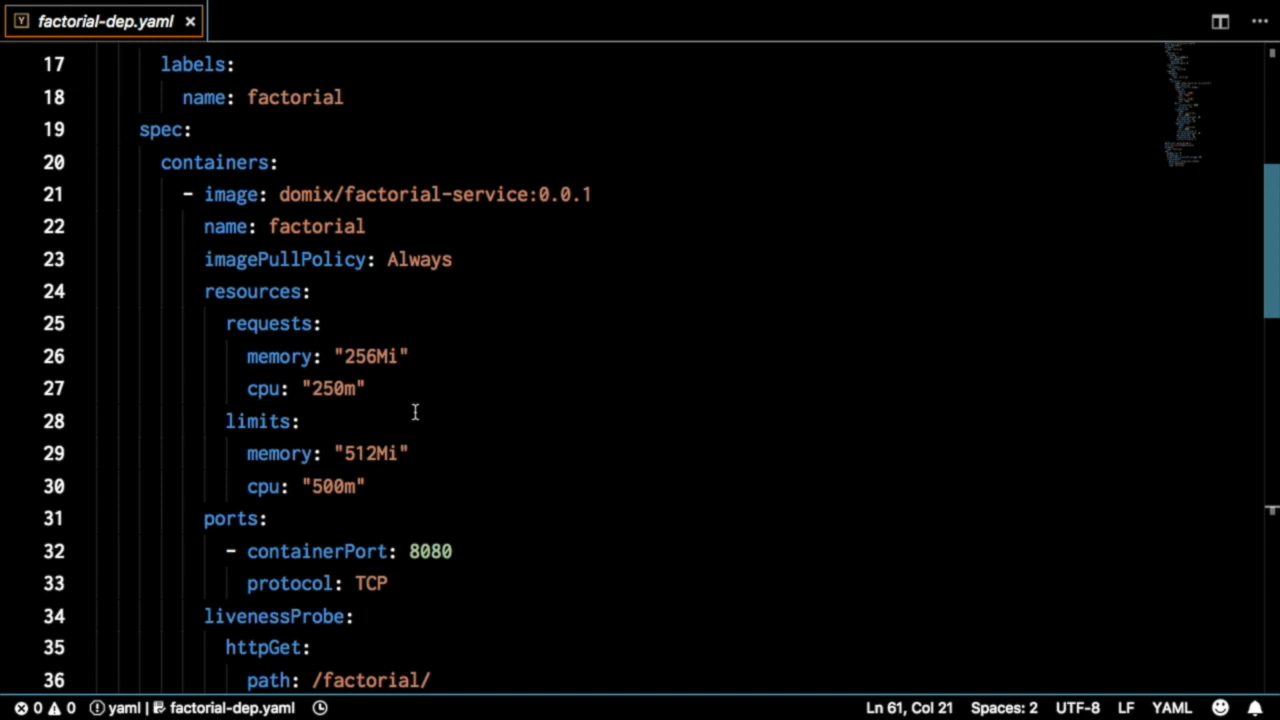 factorial-dep.yaml
17 labels:
18 name: factorial
19 spec:
20 containers:
21 - image: domix/factorial-service:0.0.1
22 name: factorial
23 imagePullPolicy: Always
24 resources:
25 requests:
26 memory: "256Mi"
27 cpu: "250m"
28 limits:
29 memory: "512Mi"
30 cpu: "500m"
31 ports:
32 - containerPort: 8080
33 protocol: TCP
34 livenessProbe:
35 httpGet:
36 path: /factorial/
0 0 yaml | factorial-dep.yaml Ln 61, Col 21 Spaces: 2 UTF-8 LF YAML